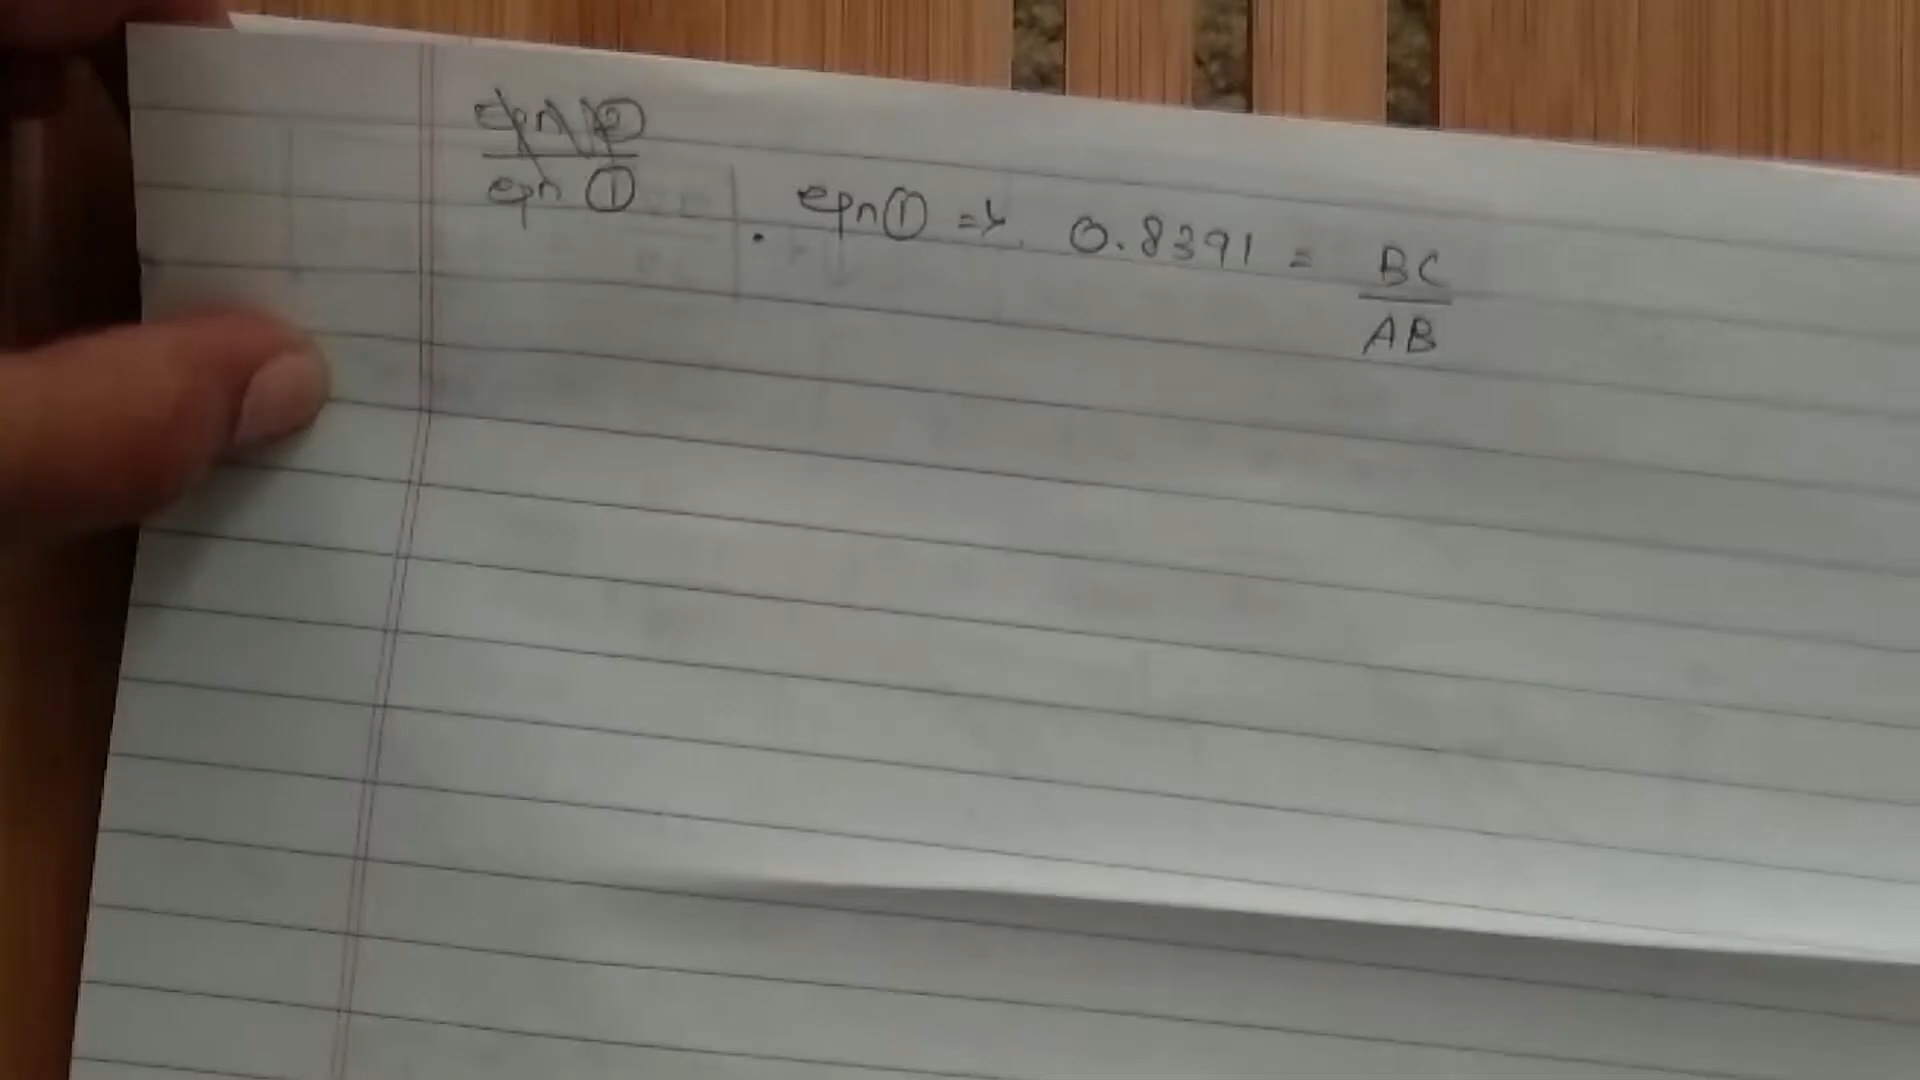 eqn ②
eqn ①
eqn ① => 0.8391 = BC
AB